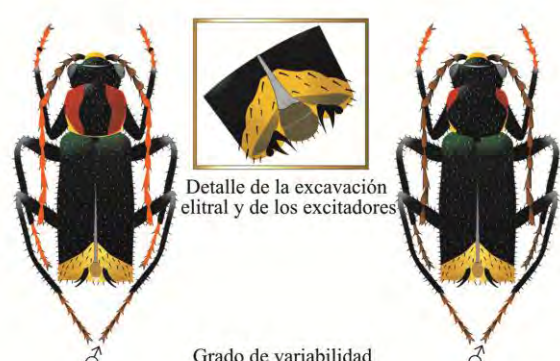 Detalle de la excavación
elitral y de los excitadores
♂ ♂
Grado de variabilidad